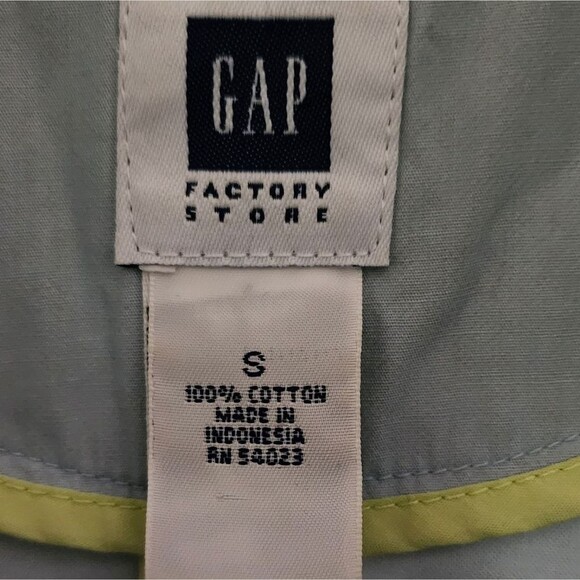 GAP
FACTORY
STORE
S
100% COTTON
MADE IN
INDONESIA
RN 54023